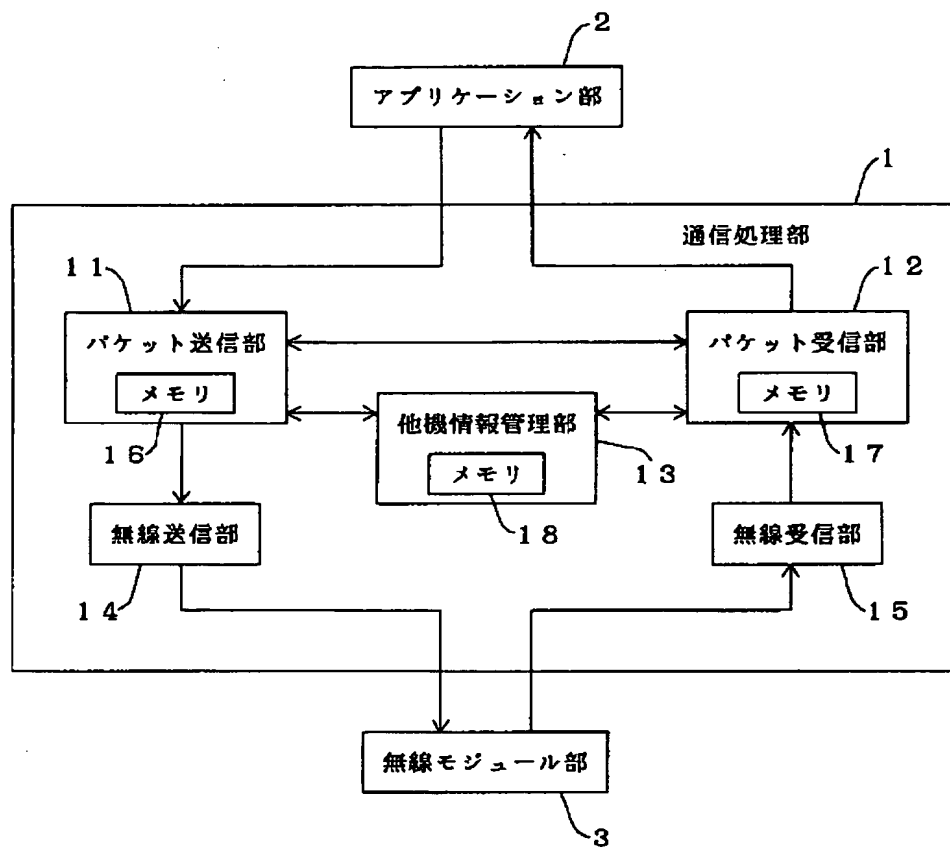 2
アプリケーション部
1
通信処理部
11
パケット送信部
メモリ
16
12
パケット受信部
メモリ
17
他機情報管理部
メモリ
13
18
無線送信部
14
無線受信部
15
無線モジュール部
3